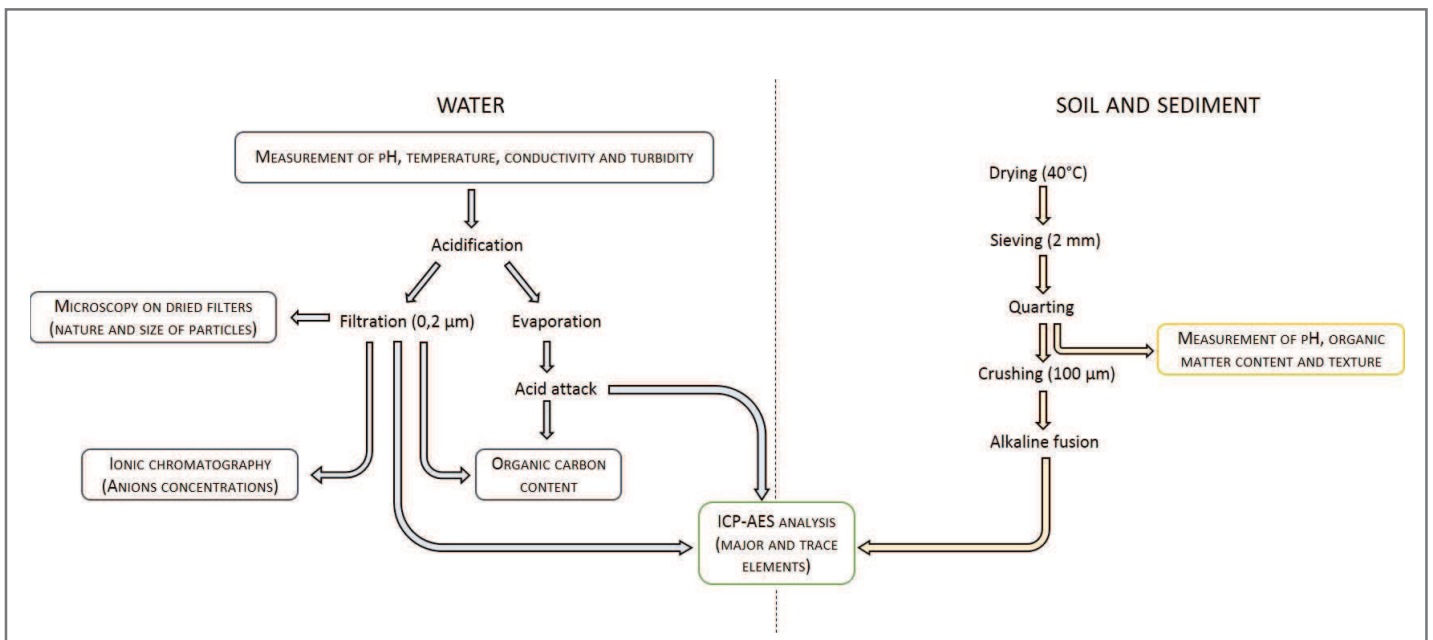 WATER
MEASUREMENT OF PH, TEMPERATURE, CONDUCTIVITY AND TURBIDITY
Acidification
MICROSCOPY ON DRIED FILTERS
(NATURE AND SIZE OF PARTICLES)
Filtration (0,2 µm)
Evaporation
Acid attack
IONIC CHROMATOGRAPHY
(ANIONS CONCENTRATIONS)
ORGANIC CARBON
CONTENT
ICP-AES ANALYSIS
(MAJOR AND TRACE
ELEMENTS)
SOIL AND SEDIMENT
Drying (40°C)
Sieving (2 mm)
Quarting
MEASUREMENT OF PH, ORGANIC
MATTER CONTENT AND TEXTURE
Crushing (100 µm)
Alkaline fusion